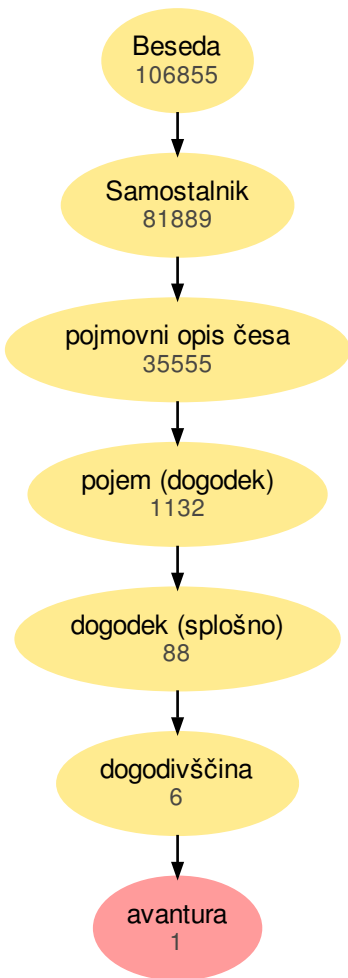 Beseda
106855
Samostalnik
81889
pojmovni opis česa
35555
pojem (dogodek)
1132
dogodek (splošno)
88
dogodivščina
6
avantura
1